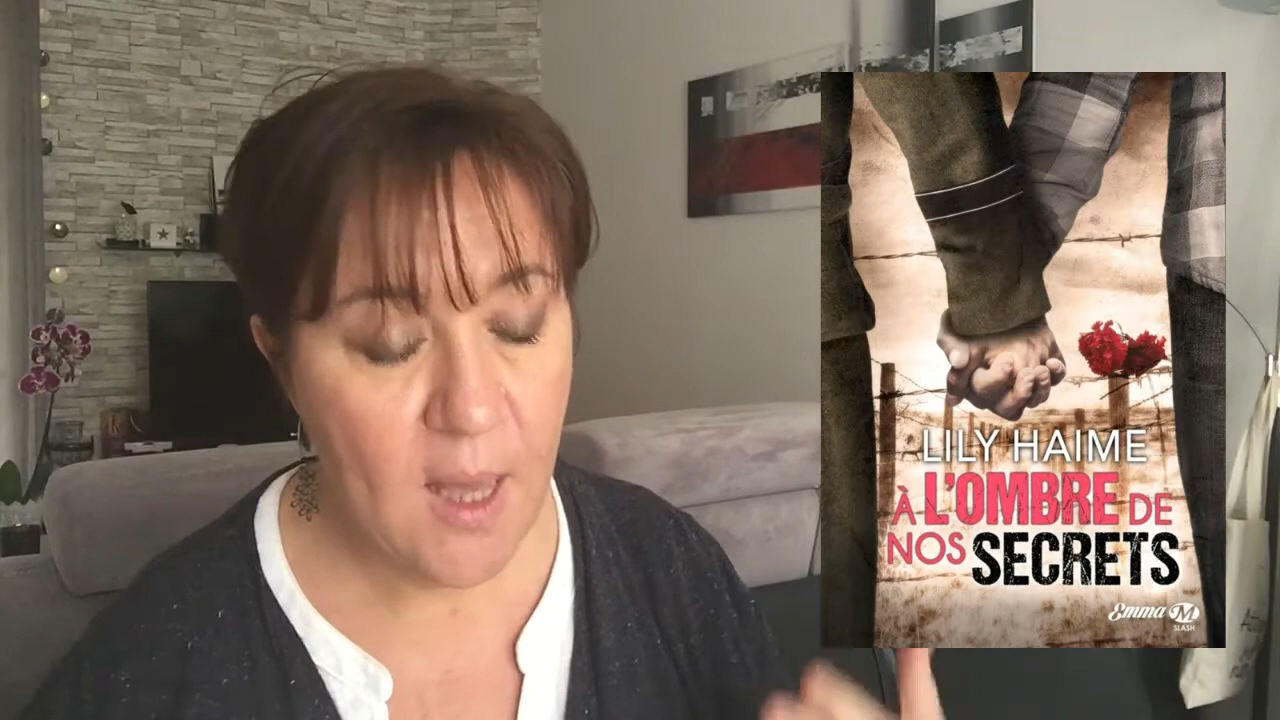 LILY HAIME
À L'OMBRE DE
NOS SECRETS
Emma M
SLASH